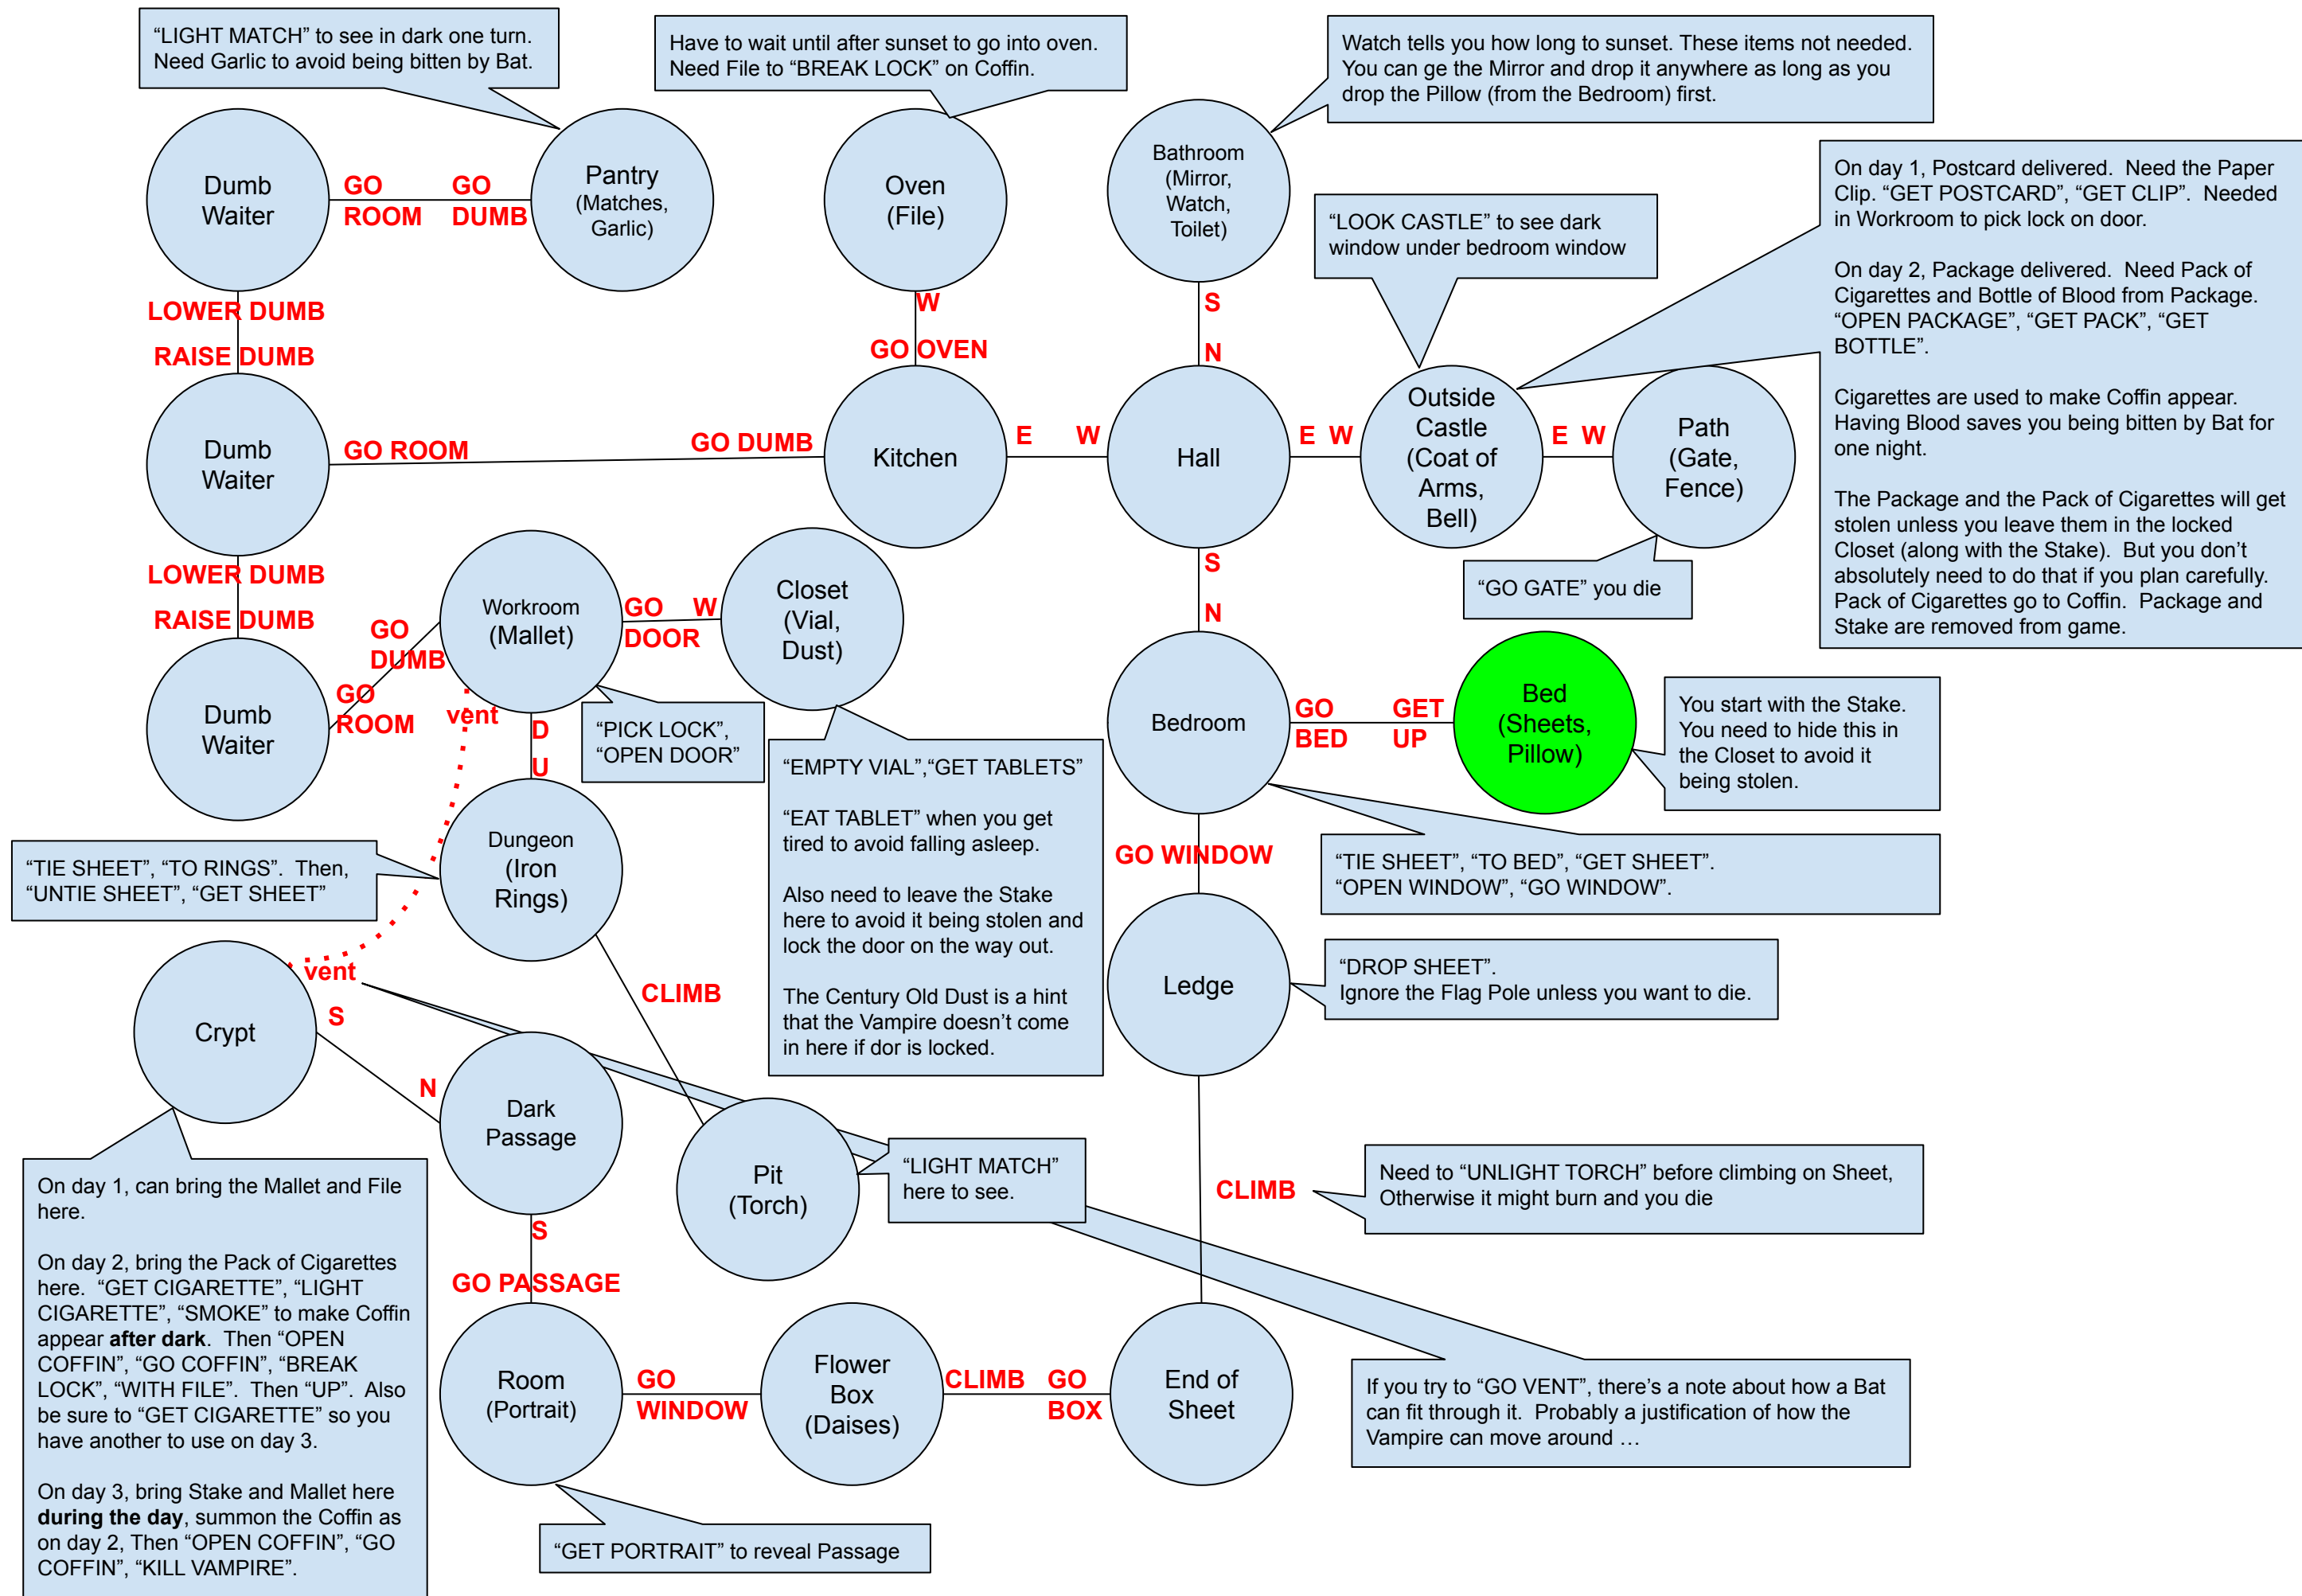 “LIGHT MATCH” to see in dark one turn.
Need Garlic to avoid being bitten by Bat.
Have to wait until after sunset to go into oven.
Need File to “BREAK LOCK” on Coffin.
Watch tells you how long to sunset. These items not needed.
You can ge the Mirror and drop it anywhere as long as you
drop the Pillow (from the Bedroom) first.
Dumb
Waiter
GO
ROOM
GO
DUMB
Pantry
(Matches,
Garlic)
Oven
(File)
Bathroom
(Mirror,
Watch,
Toilet)
“LOOK CASTLE” to see dark
window under bedroom window
On day 1, Postcard delivered. Need the Paper
Clip. “GET POSTCARD”, “GET CLIP”. Needed
in Workroom to pick lock on door.
On day 2, Package delivered. Need Pack of
Cigarettes and Bottle of Blood from Package.
“OPEN PACKAGE”, “GET PACK”, “GET
BOTTLE”.
Cigarettes are used to make Coffin appear.
Having Blood saves you being bitten by Bat for
one night.
The Package and the Pack of Cigarettes will get
stolen unless you leave them in the locked
Closet (along with the Stake). But you don’t
absolutely need to do that if you plan carefully.
Pack of Cigarettes go to Coffin. Package and
Stake are removed from game.
LOWER DUMB
RAISE DUMB
W
GO OVEN
S
N
Dumb
Waiter
GO ROOM
GO DUMB
Kitchen
E
W
Hall
E W
Outside
Castle
(Coat of
Arms,
Bell)
E W
Path
(Gate,
Fence)
“GO GATE” you die
LOWER DUMB
RAISE DUMB
GO
DUMB
GO
ROOM
Dumb
Waiter
Workroom
(Mallet)
GO
DOOR
W
Closet
(Vial,
Dust)
S
N
vent
D
U
“PICK LOCK”,
“OPEN DOOR”
Bedroom
GO
BED
GET
UP
Bed
(Sheets,
Pillow)
You start with the Stake.
You need to hide this in
the Closet to avoid it
being stolen.
“EMPTY VIAL”,“GET TABLETS”
“EAT TABLET” when you get
tired to avoid falling asleep.
Also need to leave the Stake
here to avoid it being stolen and
lock the door on the way out.
The Century Old Dust is a hint
that the Vampire doesn’t come
in here if dor is locked.
“TIE SHEET”, “TO RINGS”. Then,
“UNTIE SHEET”, “GET SHEET”
Dungeon
(Iron
Rings)
GO WINDOW
“TIE SHEET”, “TO BED”, “GET SHEET”.
“OPEN WINDOW”, “GO WINDOW”.
vent
CLIMB
Ledge
“DROP SHEET”.
Ignore the Flag Pole unless you want to die.
Crypt
S
N
Dark
Passage
Pit
(Torch)
“LIGHT MATCH”
here to see.
CLIMB
Need to “UNLIGHT TORCH” before climbing on Sheet,
Otherwise it might burn and you die
On day 1, can bring the Mallet and File
here.
On day 2, bring the Pack of Cigarettes
here. “GET CIGARETTE”, “LIGHT
CIGARETTE”, “SMOKE” to make Coffin
appear after dark. Then “OPEN
COFFIN”, “GO COFFIN”, “BREAK
LOCK”, “WITH FILE”. Then “UP”. Also
be sure to “GET CIGARETTE” so you
have another to use on day 3.
On day 3, bring Stake and Mallet here
during the day, summon the Coffin as
on day 2, Then “OPEN COFFIN”, “GO
COFFIN”, “KILL VAMPIRE”.
S
GO PASSAGE
Room
(Portrait)
GO
WINDOW
Flower
Box
(Daises)
CLIMB
GO
BOX
End of
Sheet
If you try to “GO VENT”, there’s a note about how a Bat
can fit through it. Probably a justification of how the
Vampire can move around …
“GET PORTRAIT” to reveal Passage